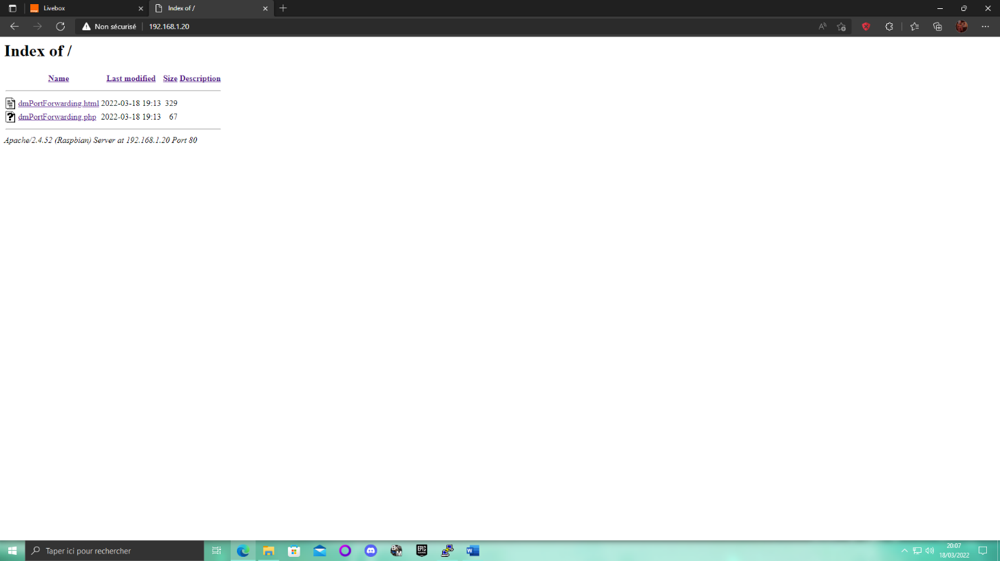 Livebox
Index of /
Non sécurisé
192.168.1.20
Index of /
Name Last modified Size Description
dmPortForwarding.html 2022-03-18 19:13 329
dmPortForwarding.php 2022-03-18 19:13 67
Apache/2.4.52 (Raspbian) Server at 192.168.1.20 Port 80
Taper ici pour rechercher
EPIC
GAMES
20:07
18/03/2022